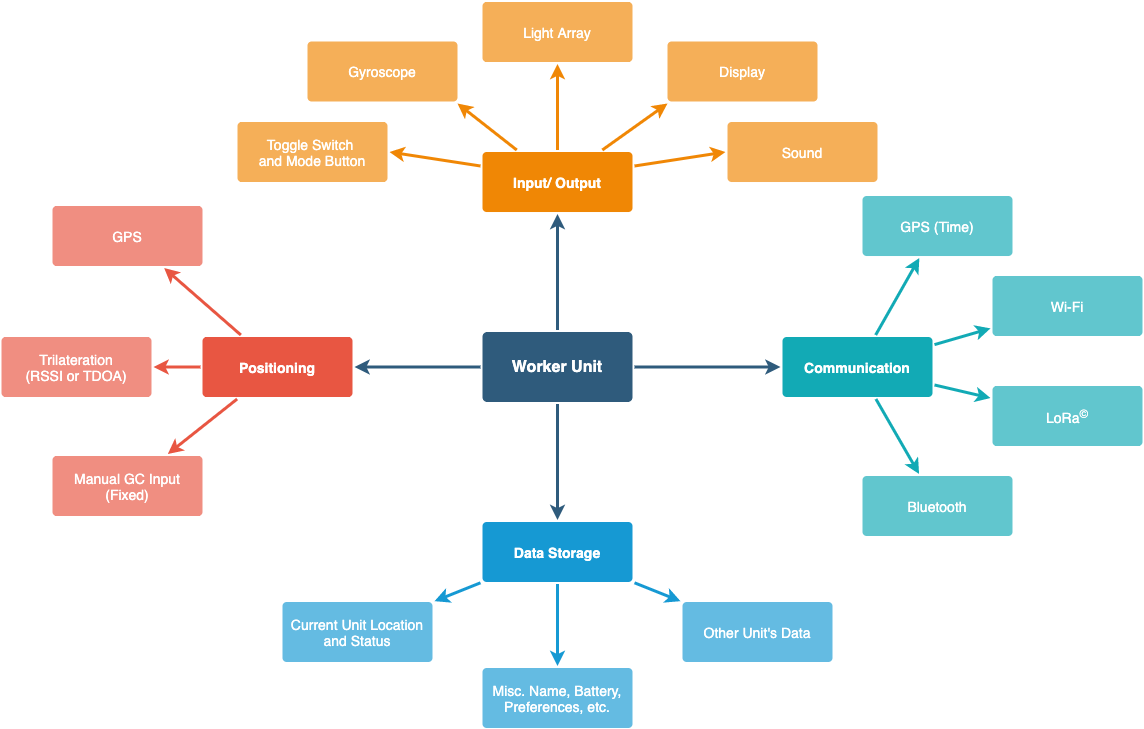 Light Array
Gyroscope
Display
Toggle Switch
and Mode Button
Sound
Input/ Output
GPS
GPS (Time)
Wi-Fi
Trilateration
(RSSI or TDOA)
Positioning
Worker Unit
Communication
LoRa©
Manual GC Input
(Fixed)
Bluetooth
Data Storage
Current Unit Location
and Status
Other Unit's Data
Misc. Name, Battery,
Preferences, etc.